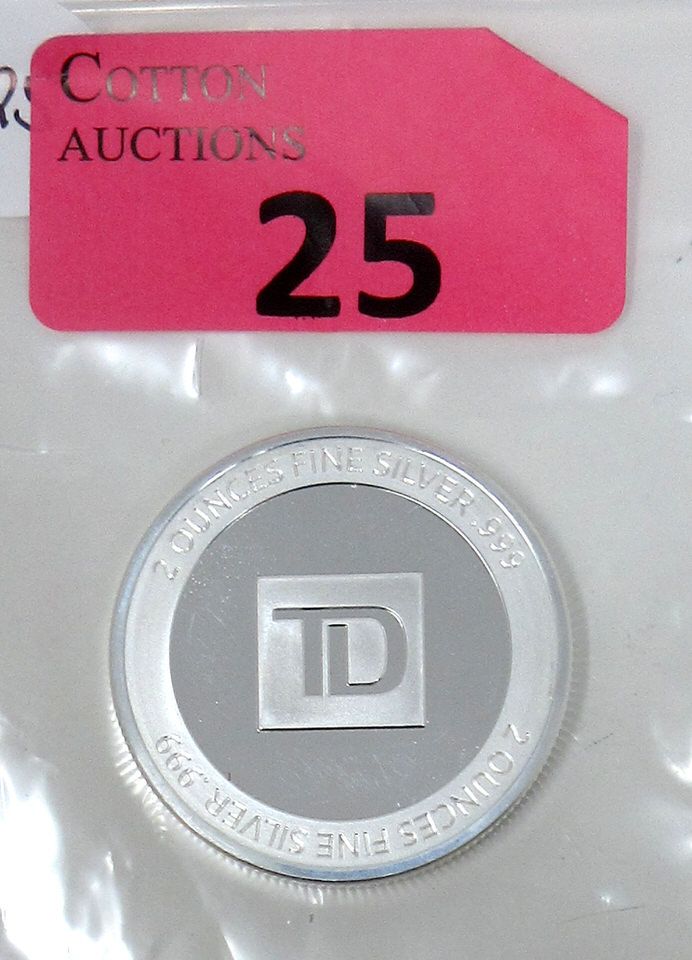 COTTON
AUCTIONS
25
2 OUNCES FINE SILVER .999
TD
2 OUNCES FINE SILVER .999